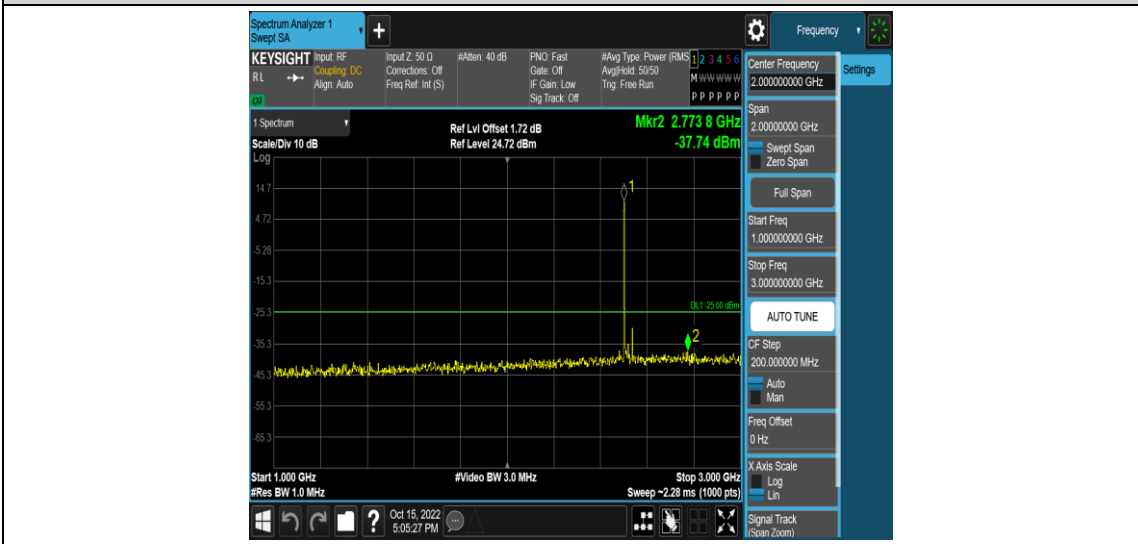 Spectrum Analyzer 1
Swept SA
+
Frequency
KEYSIGHT
RL
LXI
Input: RF
Coupling: DC
Align: Auto
Input Z: 50 Ω
Corrections: Off
Freq Ref: Int (S)
#Atten: 40 dB
PNO: Fast
Gate: Off
IF Gain: Low
Sig Track: Off
#Avg Type: Power (RMS
Avg|Hold: 50/50
Trig: Free Run
1 2 3 4 5 6
M W W W W W
P P P P P P
1 Spectrum
Scale/Div 10 dB
Log
Ref Lvl Offset 1.72 dB
Ref Level 24.72 dBm
Mkr2 2.773 8 GHz
-37.74 dBm
14.7
4.72
-5.28
-15.3
-25.3
-35.3
-45.3
-55.3
-65.3
1
DL1 -25.00 dBm
2
Start 1.000 GHz
#Res BW 1.0 MHz
#Video BW 3.0 MHz
Stop 3.000 GHz
Sweep ~2.28 ms (1000 pts)
?
Oct 15, 2022
5:05:27 PM
Center Frequency
2.000000000 GHz
Settings
Span
2.00000000 GHz
Swept Span
Zero Span
Full Span
Start Freq
1.000000000 GHz
Stop Freq
3.000000000 GHz
AUTO TUNE
CF Step
200.000000 MHz
Auto
Man
Freq Offset
0 Hz
X Axis Scale
Log
Lin
Signal Track
(Span Zoom)